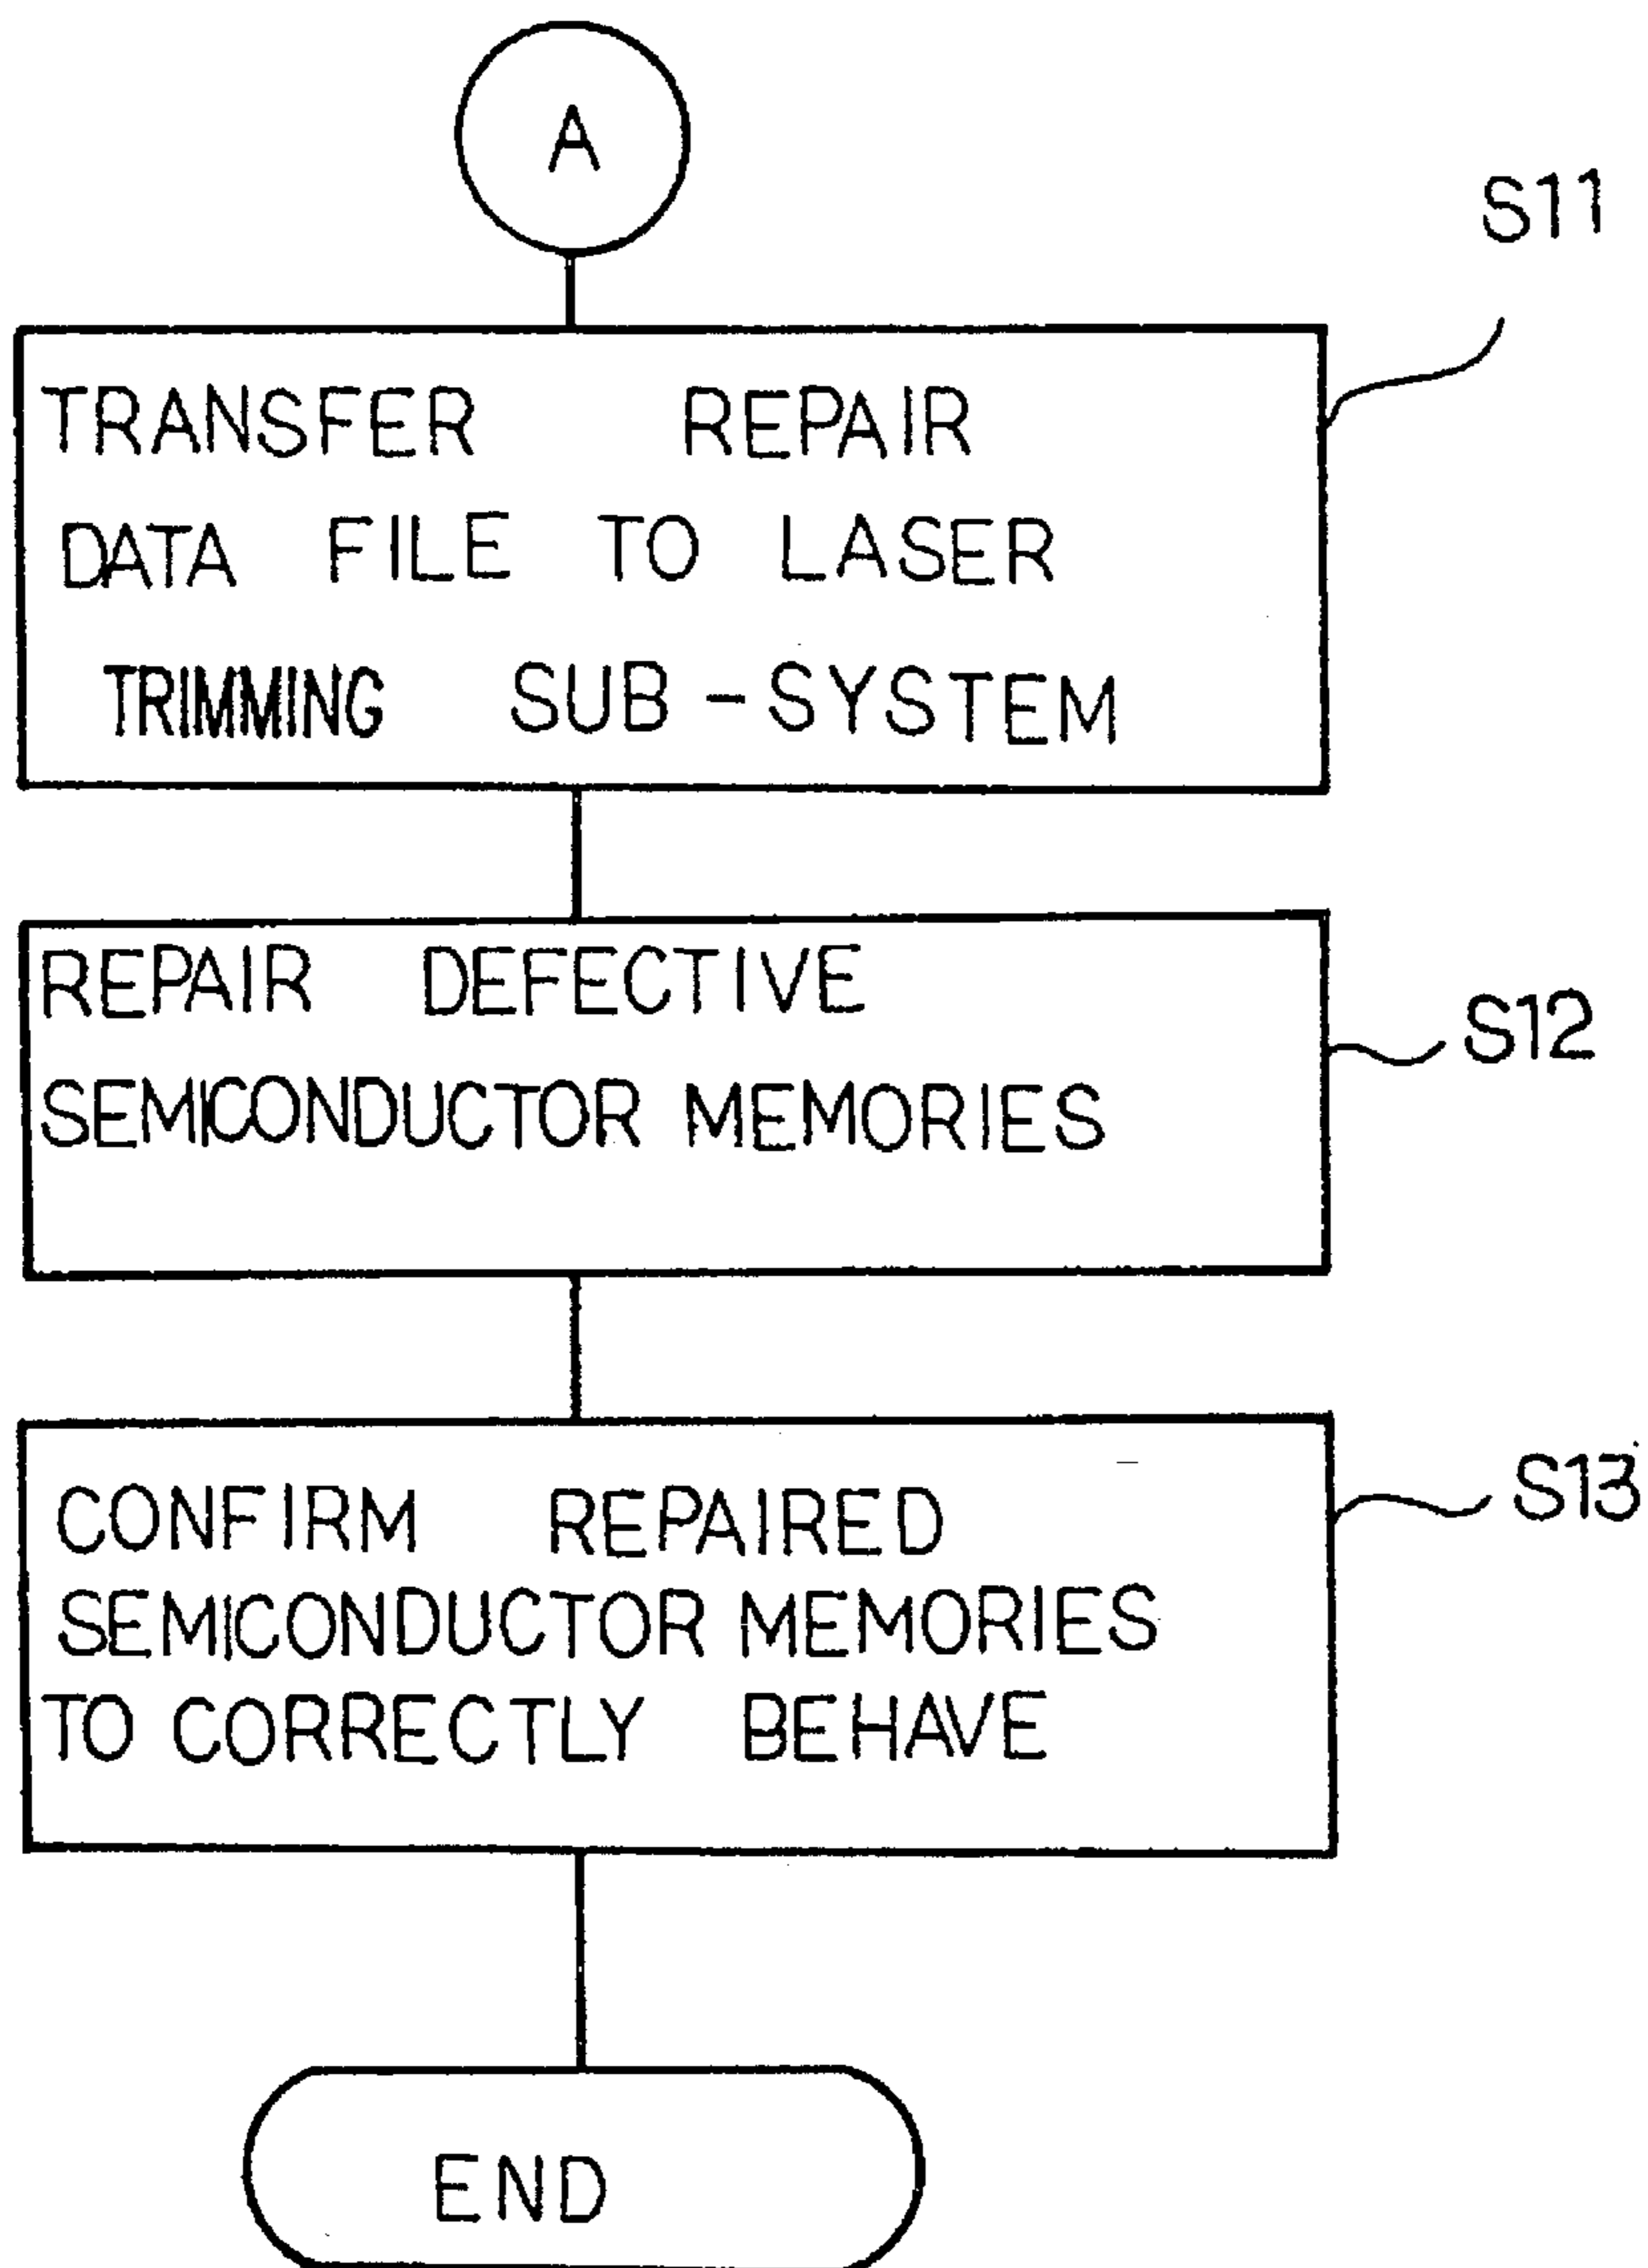 A
S11
TRANSFER REPAIR
DATA FILE TO LASER
TRIMMING SUB-SYSTEM
REPAIR DEFECTIVE
S12
SEMICONDUCTOR MEMORIES
CONFIRM REPAIRED
S13
SEMICONDUCTOR MEMORIES
TO CORRECTLY BEHAVE
END